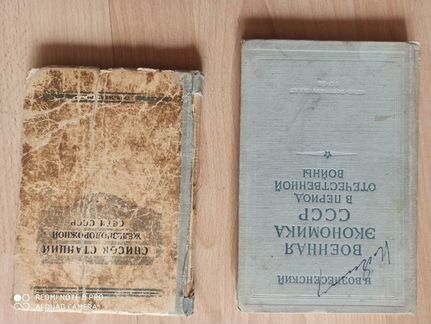 СПИСОК СТАНЦИЙ
ЖЕЛЕЗНОДОРОЖНОЙ
СЕТИ СССР
Н. ВОЗНЕСЕНСКИЙ
ВОЕННАЯ
ЭКОНОМИКА
СССР
В ПЕРИОД
ОТЕЧЕСТВЕННОЙ
ВОЙНЫ
REDMI NOTE 8 PRO
AI QUAD CAMERA